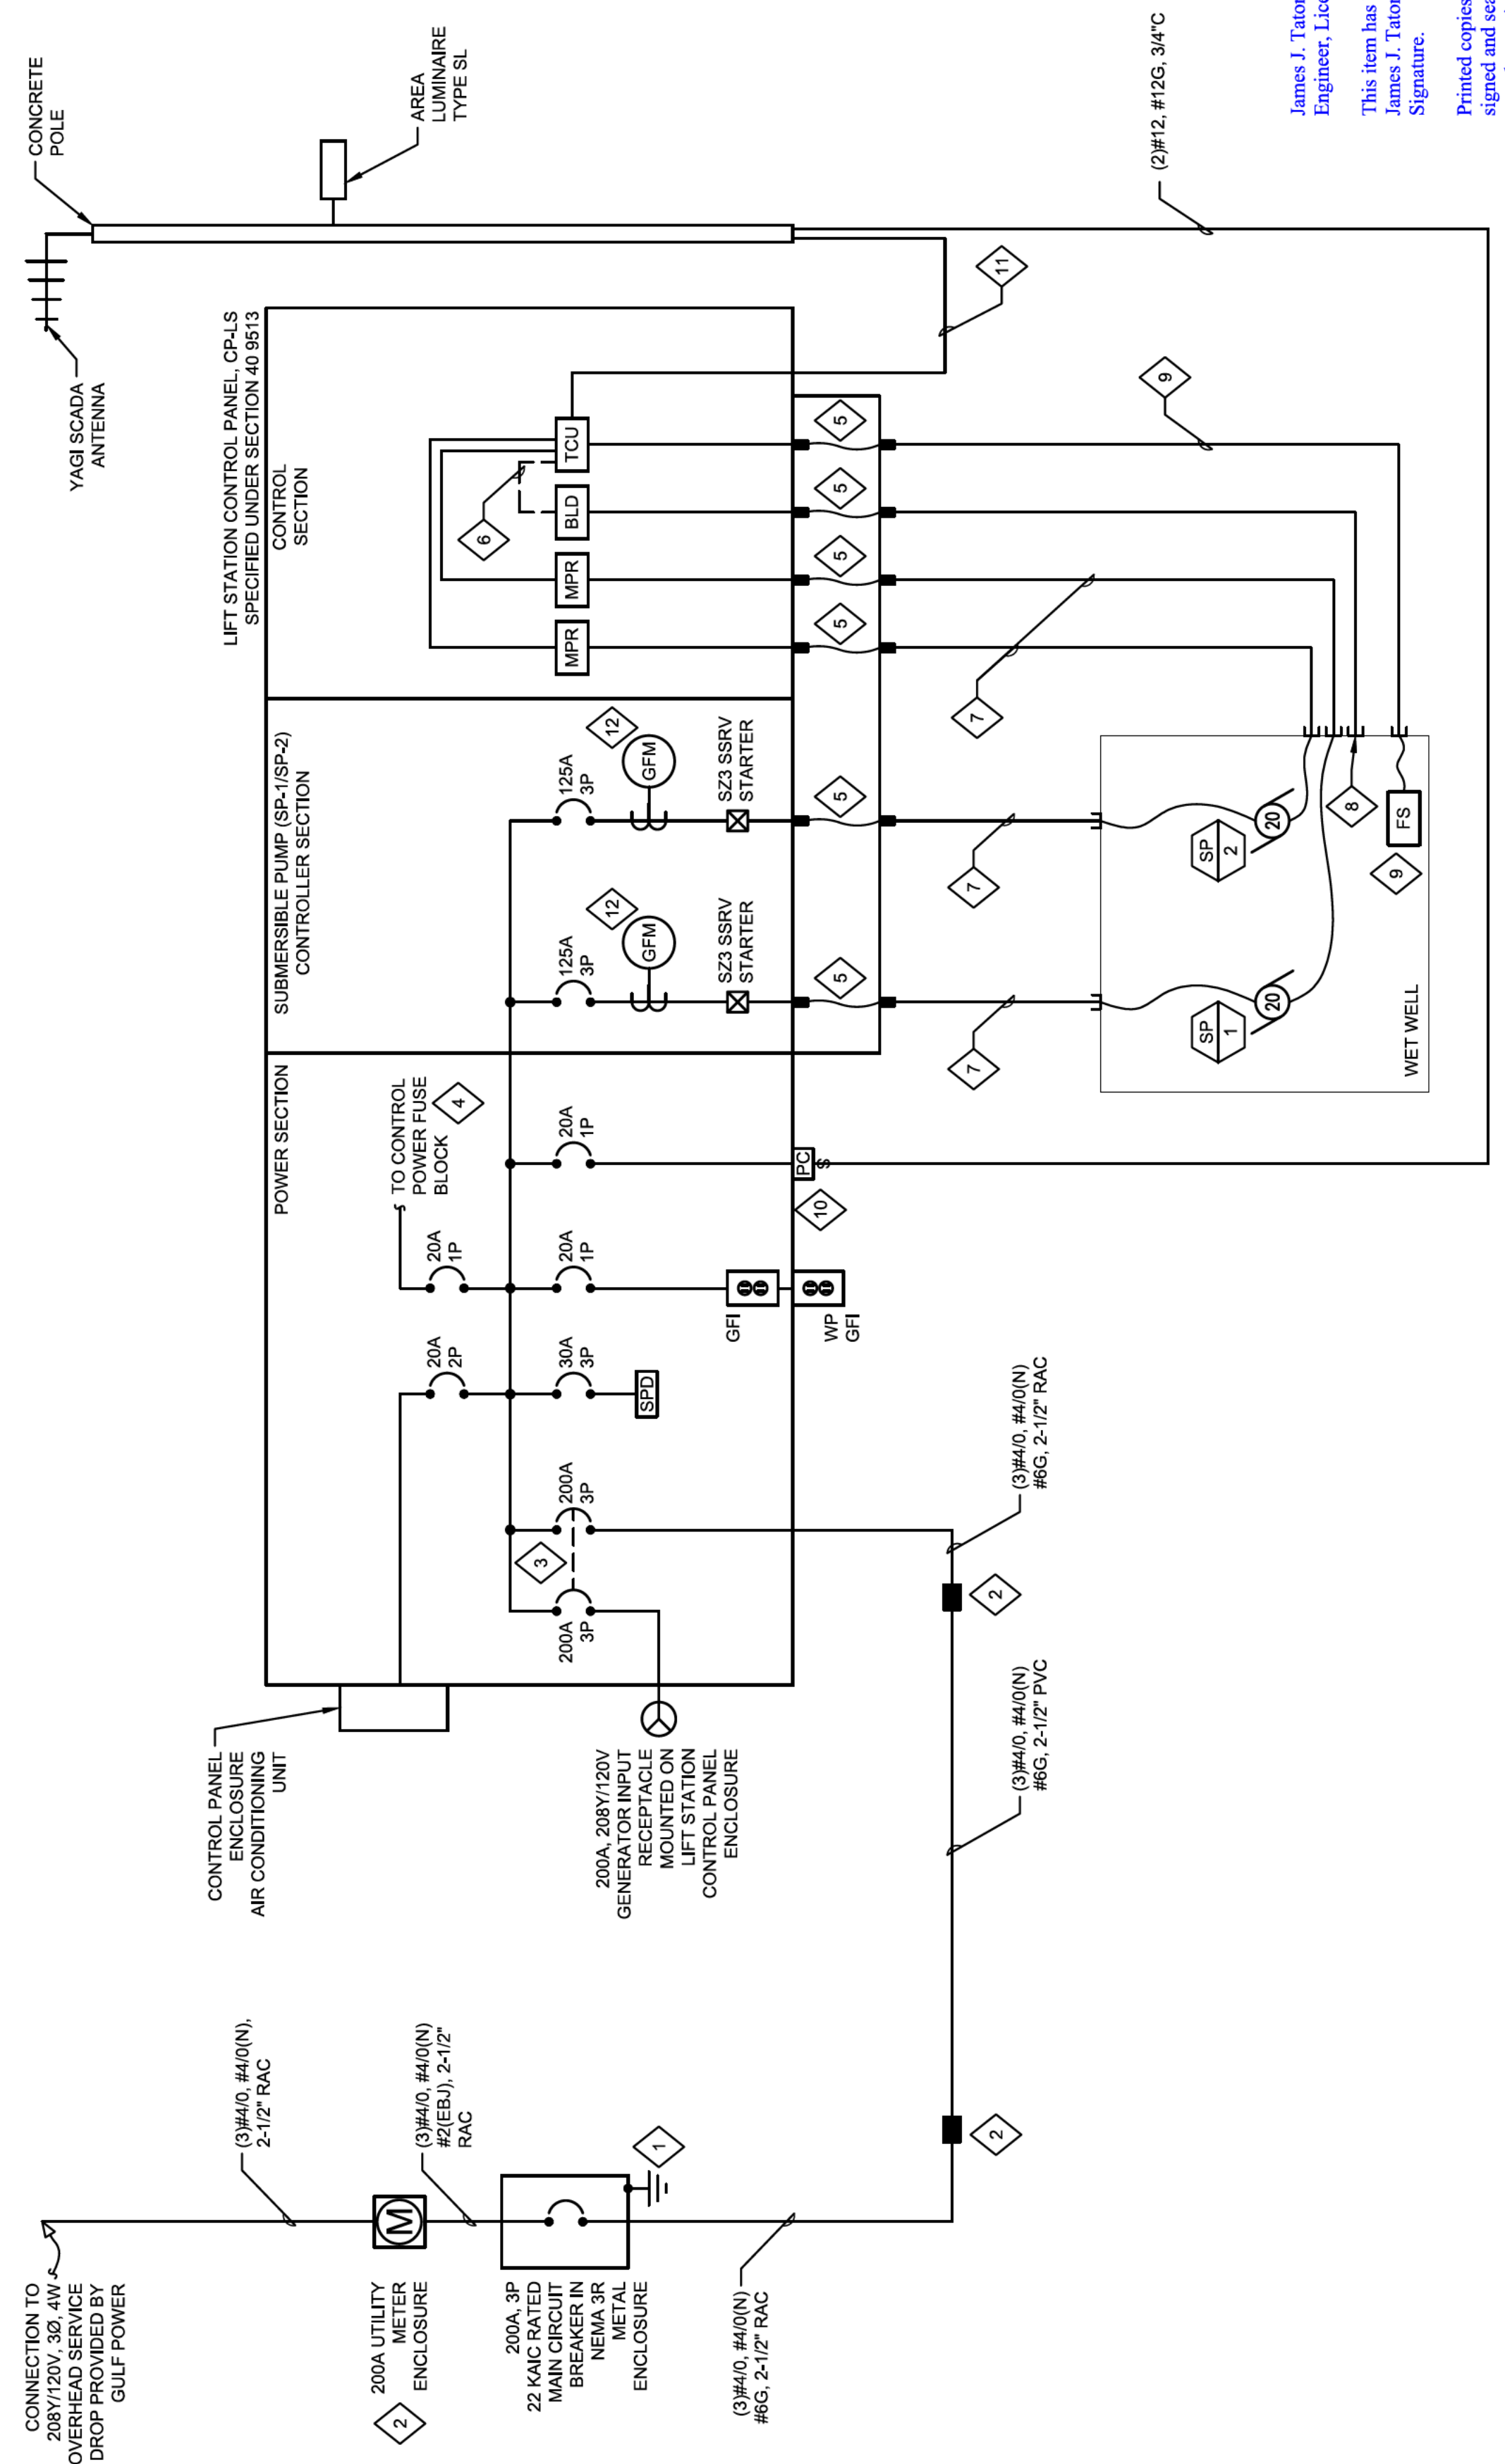 CONNECTION TO
208Y/120V, 3Ø, 4W
OVERHEAD SERVICE
DROP PROVIDED BY
GULF POWER
(3)#4/0, #4/0(N),
2-1/2" RAC
200A UTILITY
METER
ENCLOSURE
2
M
(3)#4/0, #4/0(N)
#2(EBJ), 2-1/2"
RAC
200A, 3P
22 KAIC RATED
MAIN CIRCUIT
BREAKER IN
NEMA 3R
METAL
ENCLOSURE
1
(3)#4/0, #4/0(N)
#6G, 2-1/2" RAC
2
(3)#4/0, #4/0(N)
#6G, 2-1/2" PVC
2
(3)#4/0, #4/0(N)
#6G, 2-1/2" RAC
CONTROL PANEL
ENCLOSURE
AIR CONDITIONING
UNIT
200A, 208Y/120V
GENERATOR INPUT
RECEPTACLE
MOUNTED ON
LIFT STATION
CONTROL PANEL
ENCLOSURE
LIFT STATION CONTROL PANEL, CP-LS
SPECIFIED UNDER SECTION 40 9513
POWER SECTION
200A
3P
3
200A
3P
20A
2P
30A
3P
SPD
20A
1P
TO CONTROL
POWER FUSE
BLOCK
4
20A
1P
GFI
WP
GFI
20A
1P
PC
S
10
SUBMERSIBLE PUMP (SP-1/SP-2)
CONTROLLER SECTION
125A
3P
12
GFM
SZ3 SSRV
STARTER
5
125A
3P
12
GFM
SZ3 SSRV
STARTER
5
CONTROL
SECTION
6
MPR
MPR
BLD
TCU
5
5
5
5
7
7
7
9
11
WET WELL
SP
1
20
SP
2
20
8
FS
9
YAGI SCADA
ANTENNA
CONCRETE
POLE
AREA
LUMINAIRE
TYPE SL
(2)#12, #12G, 3/4"C
James J. Tator
Engineer, Lice
This item has
James J. Tator
Signature.
Printed copies
signed and sea